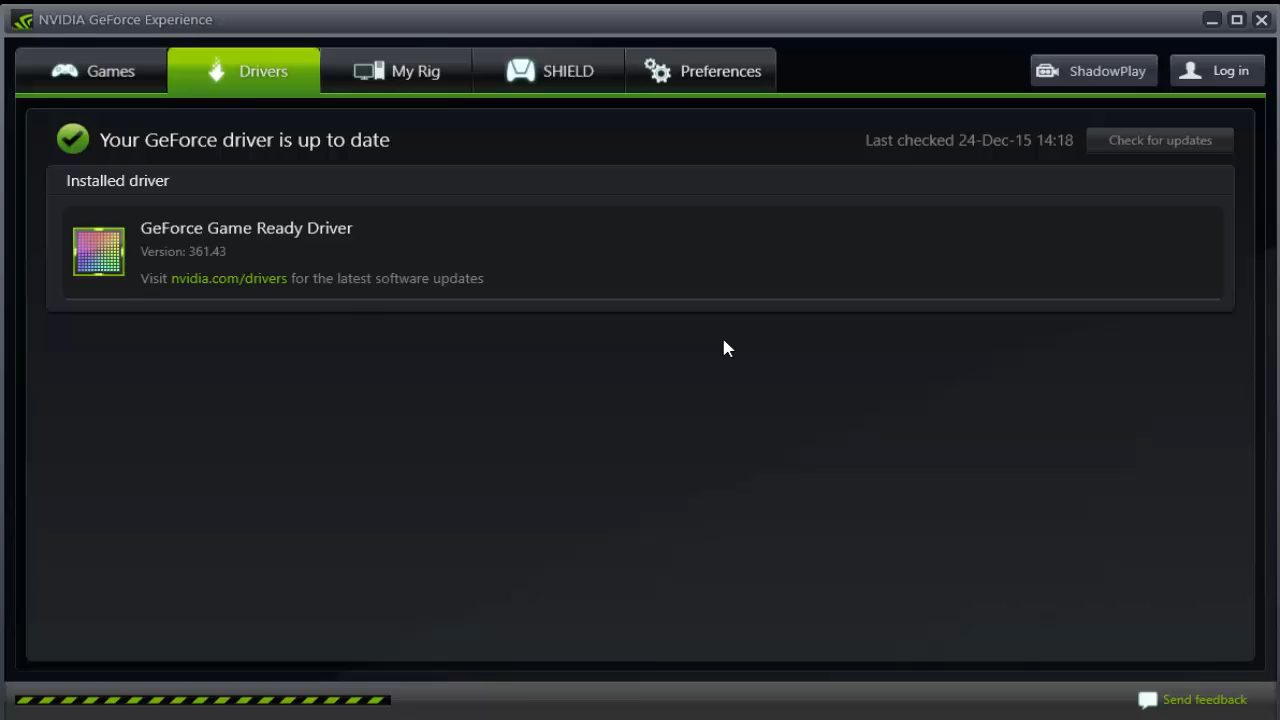 NVIDIA GeForce Experience
Games Drivers My Rig SHIELD Preferences ShadowPlay Log in
Your GeForce driver is up to date Last checked 24-Dec-15 14:18 Check for updates
Installed driver
GeForce Game Ready Driver
Version: 361.43
Visit nvidia.com/drivers for the latest software updates
Send feedback